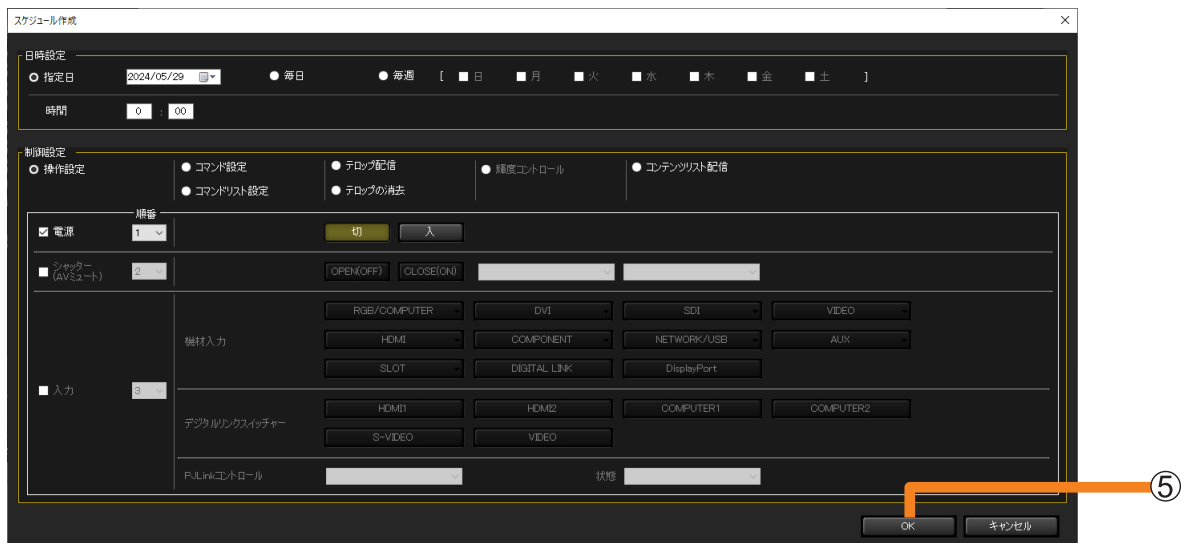 スケジュール作成 ×
日時設定
指定日 2024/05/29 毎日 毎週 [ 日 月 火 水 木 金 土 ]
時間 0 : 00
制御設定
操作設定 コマンド設定 テロップ配信 輝度コントロール コンテンツリスト配信
コマンドリスト設定 テロップの消去
順番
電源 1 切 入
シャッター
(AVミュート) 2 OPEN(OFF) CLOSE(ON)
RGB/COMPUTER DVI SDI VIDEO
機材入力 HDMI COMPONENT NETWORK/USB AUX
SLOT DIGITAL LINK DisplayPort
入力 3
HDMI1 HDMI2 COMPUTER1 COMPUTER2
デジタルリンクスイッチャー
S-VIDEO VIDEO
PJLinkコントロール 状態
⑤
OK キャンセル